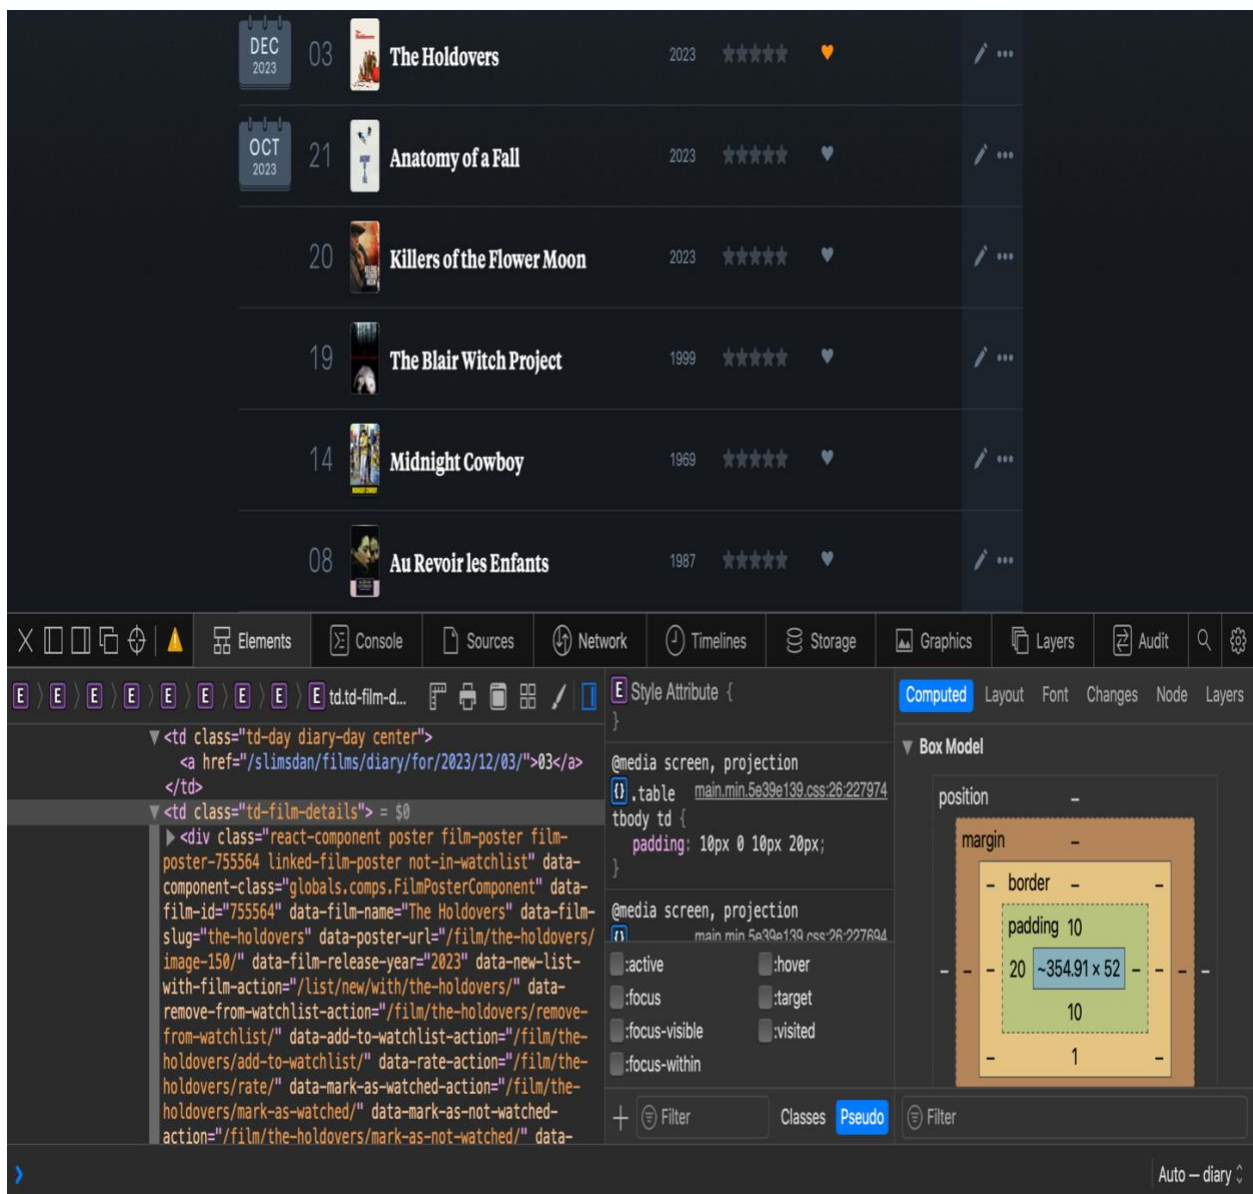 DEC
2023
03
The Holdovers
2023
OCT
2023
21
Anatomy of a Fall
2023
20
Killers of the Flower Moon
2023
19
The Blair Witch Project
1999
14
Midnight Cowboy
1969
08
Au Revoir les Enfants
1987
Elements
Console
Sources
Network
Timelines
Storage
Graphics
Layers
Audit
E E E E E E E E E td.td-film-d...
<td class="td-day diary-day center">
<a href="/slimsdan/films/diary/for/2023/12/03/">03</a>
</td>
<td class="td-film-details"> = $0
<div class="react-component poster film-poster film-
poster-755564 linked-film-poster not-in-watchlist" data-
component-class="globals.comps.FilmPosterComponent" data-
film-id="755564" data-film-name="The Holdovers" data-film-
slug="the-holdovers" data-poster-url="/film/the-holdovers/
image-150/" data-film-release-year="2023" data-new-list-
with-film-action="/list/new/with/the-holdovers/" data-
remove-from-watchlist-action="/film/the-holdovers/remove-
from-watchlist/" data-add-to-watchlist-action="/film/the-
holdovers/add-to-watchlist/" data-rate-action="/film/the-
holdovers/rate/" data-mark-as-watched-action="/film/the-
holdovers/mark-as-watched/" data-mark-as-not-watched-
action="/film/the-holdovers/mark-as-not-watched/" data-
E Style Attribute {
}
@media screen, projection
{} .table main.min.5e39e139.css:26:227974
tbody td {
padding: 10px 0 10px 20px;
}
@media screen, projection
{} main.min.5e39e139.css:26:227694
:active
:hover
:focus
:target
:focus-visible
:visited
:focus-within
+ Filter
Classes
Pseudo
Computed
Layout
Font
Changes
Node
Layers
Box Model
position –
margin –
– border – –
padding 10
– – – 20 ~354.91 × 52 – – – –
10
– 1 –
Filter
Auto — diary